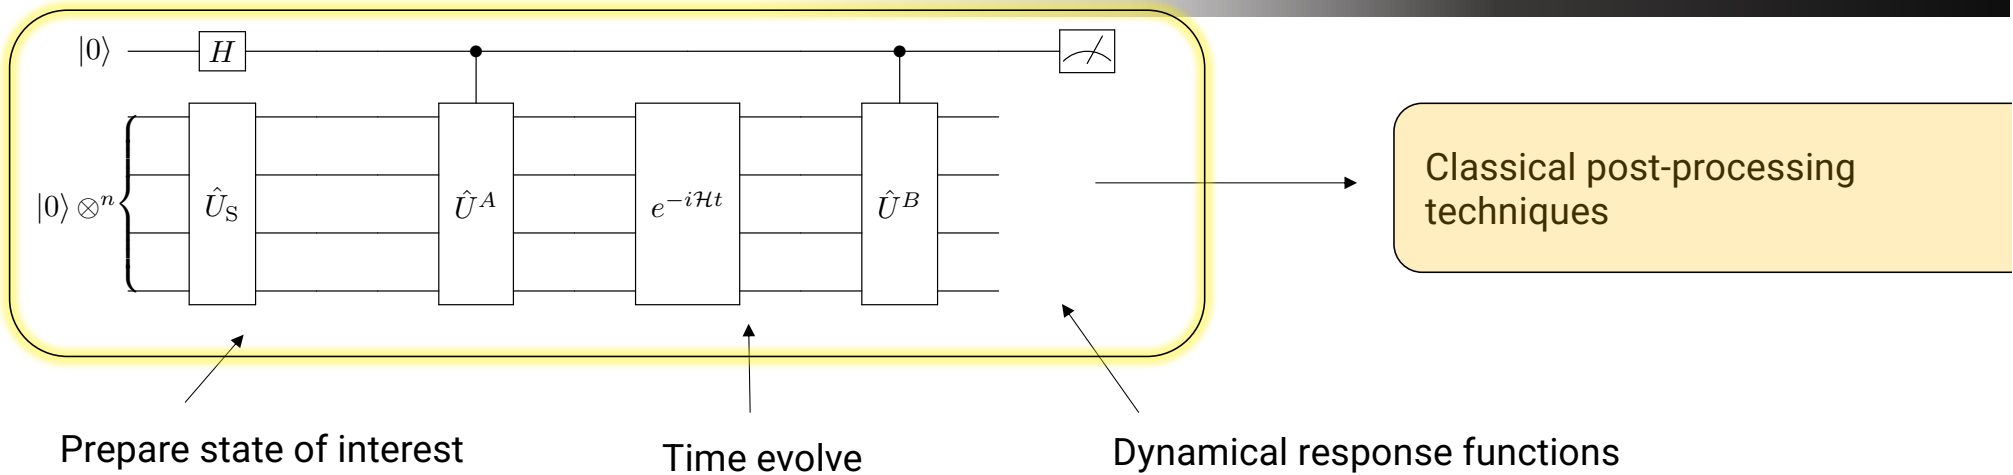 |0⟩ H
|0⟩ ⊗ⁿ Û_S Û^A e^{-iℋt} Û^B
Classical post-processing
techniques
Prepare state of interest
Time evolve
Dynamical response functions